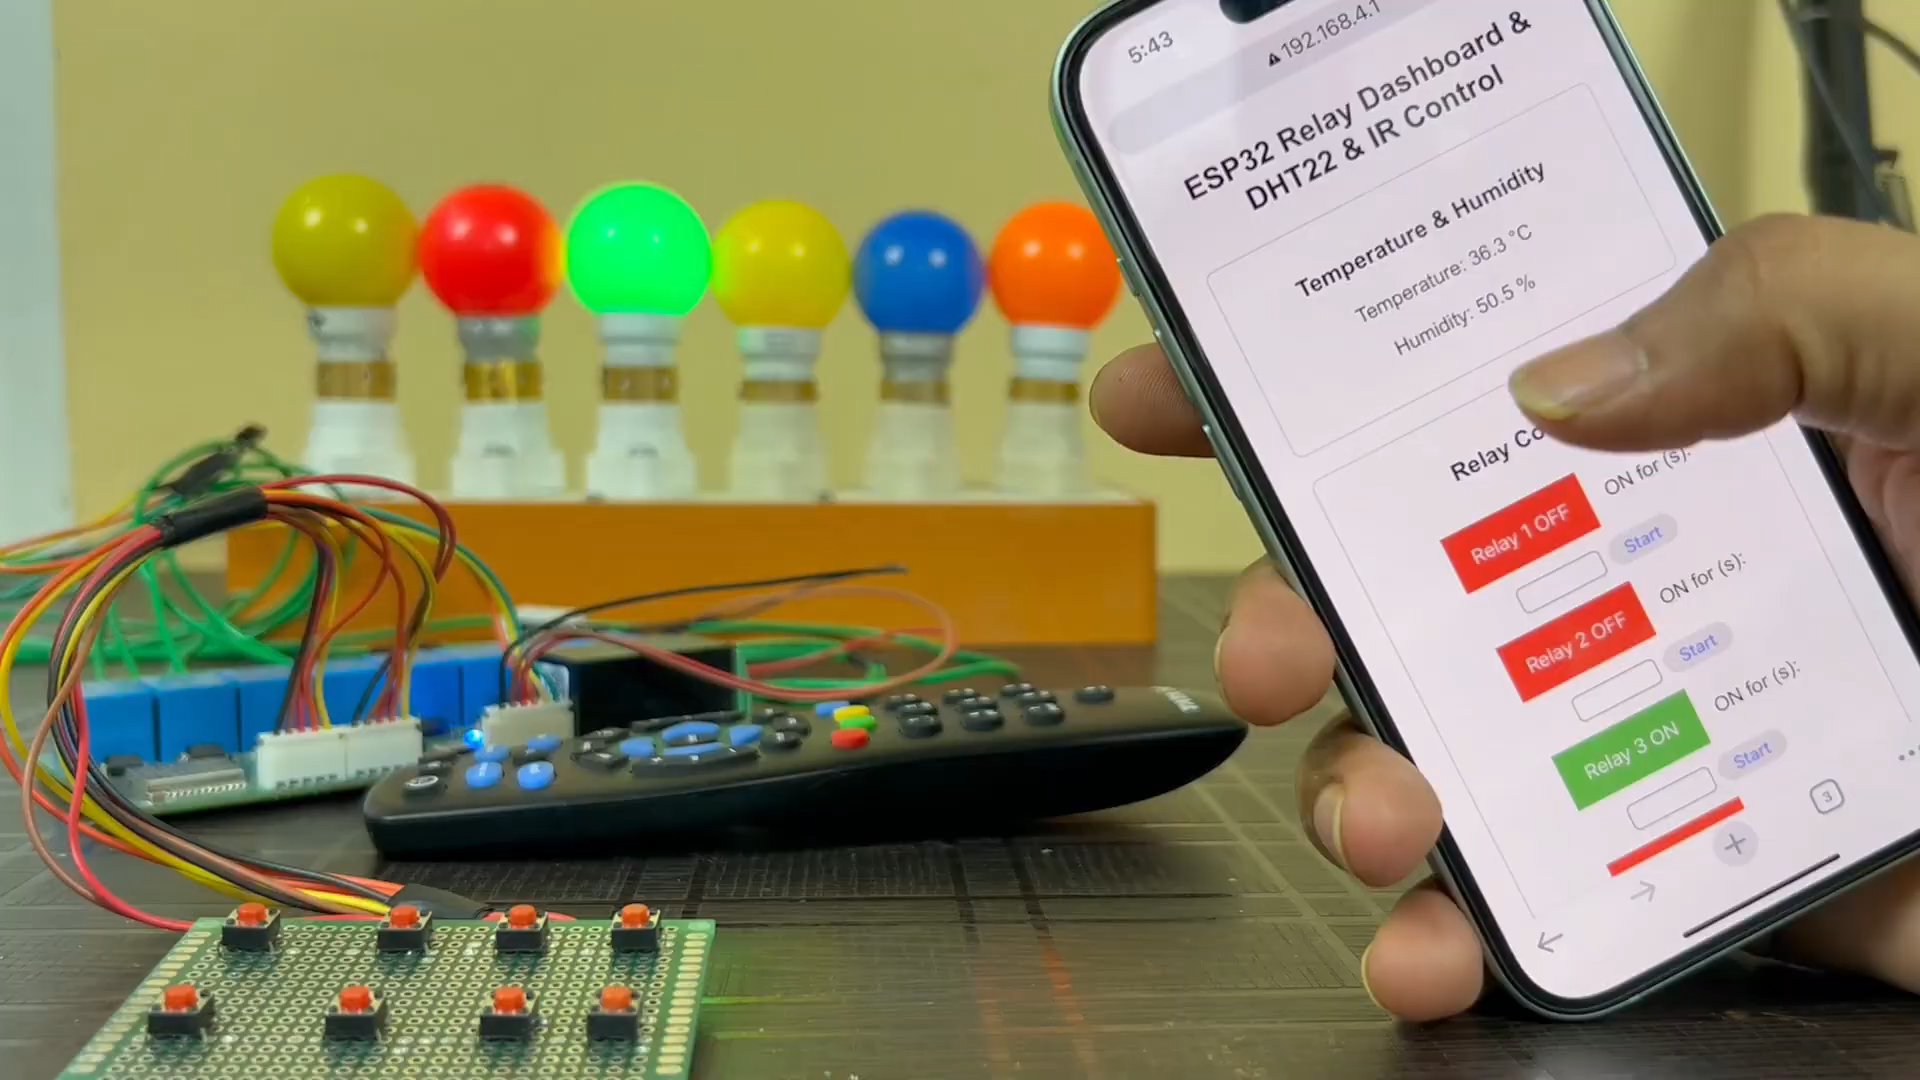 5:43
192.168.4.1
ESP32 Relay Dashboard &
DHT22 & IR Control
Temperature & Humidity
Temperature: 36.3 °C
Humidity: 50.5 %
Relay Co
Relay 1 OFF
ON for (s):
Start
Relay 2 OFF
ON for (s):
Start
Relay 3 ON
ON for (s):
Start
3